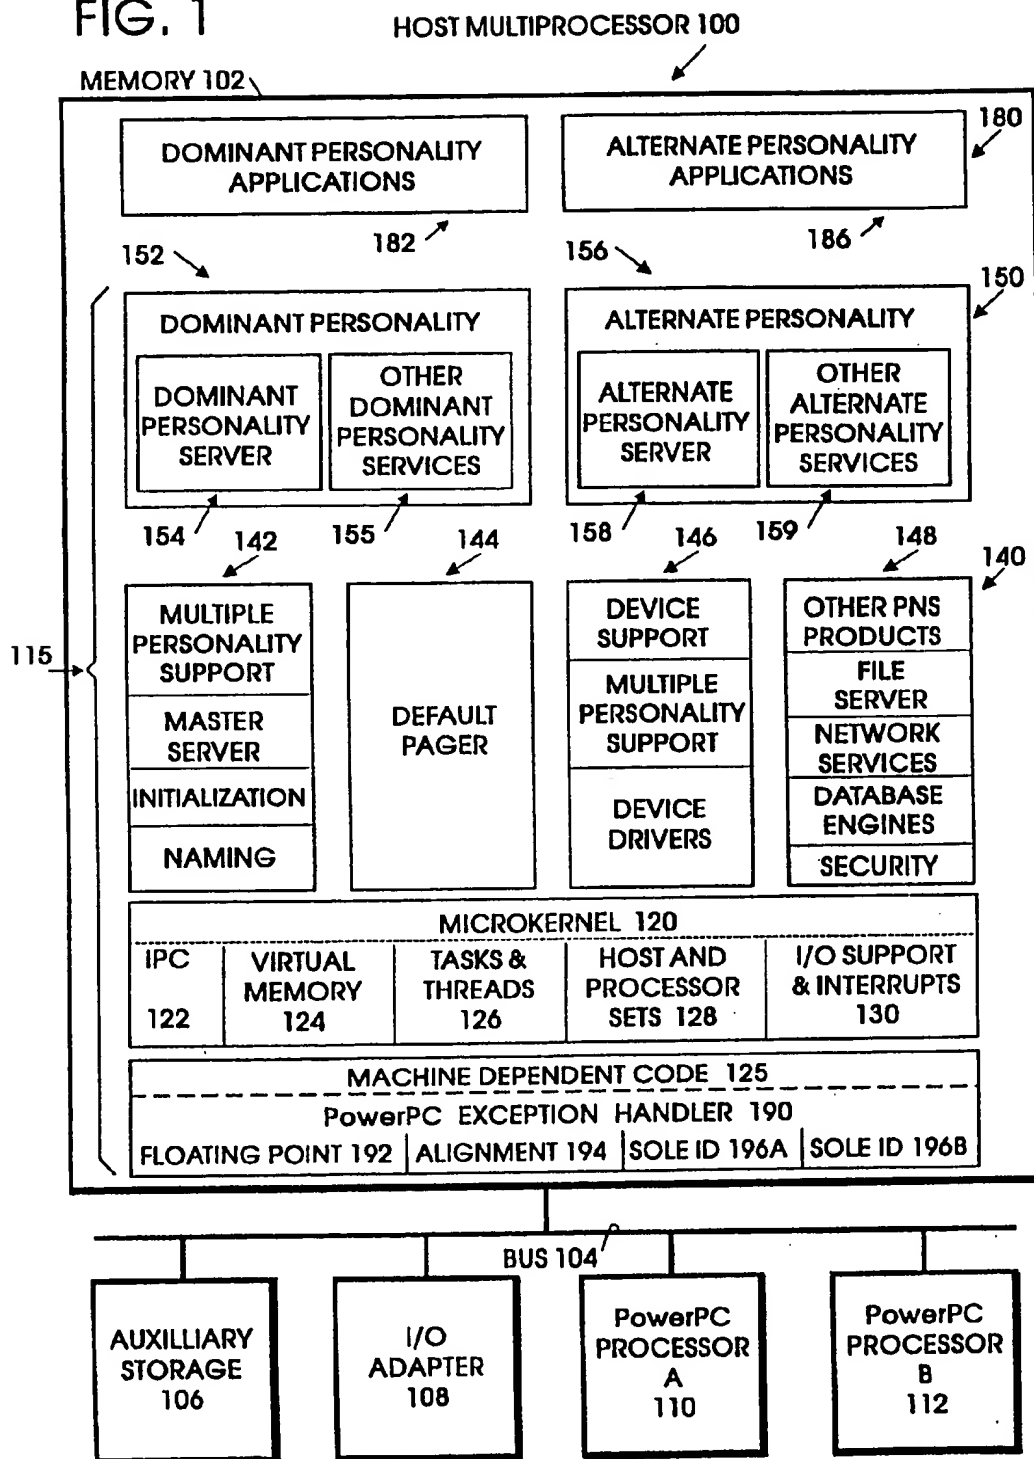 FIG. 1
HOST MULTIPROCESSOR 100
MEMORY 102
DOMINANT PERSONALITY
APPLICATIONS
ALTERNATE PERSONALITY
APPLICATIONS
180
182
186
152
156
150
DOMINANT PERSONALITY
DOMINANT
PERSONALITY
SERVER
OTHER
DOMINANT
PERSONALITY
SERVICES
ALTERNATE PERSONALITY
ALTERNATE
PERSONALITY
SERVER
OTHER
ALTERNATE
PERSONALITY
SERVICES
154
155
158
159
142
144
146
148
140
115
MULTIPLE
PERSONALITY
SUPPORT
MASTER
SERVER
INITIALIZATION
NAMING
DEFAULT
PAGER
DEVICE
SUPPORT
MULTIPLE
PERSONALITY
SUPPORT
DEVICE
DRIVERS
OTHER PNS
PRODUCTS
FILE
SERVER
NETWORK
SERVICES
DATABASE
ENGINES
SECURITY
MICROKERNEL 120
IPC
122
VIRTUAL
MEMORY
124
TASKS &
THREADS
126
HOST AND
PROCESSOR
SETS 128
I/O SUPPORT
& INTERRUPTS
130
MACHINE DEPENDENT CODE 125
PowerPC EXCEPTION HANDLER 190
FLOATING POINT 192
ALIGNMENT 194
SOLE ID 196A
SOLE ID 196B
BUS 104
AUXILLIARY
STORAGE
106
I/O
ADAPTER
108
PowerPC
PROCESSOR
A
110
PowerPC
PROCESSOR
B
112